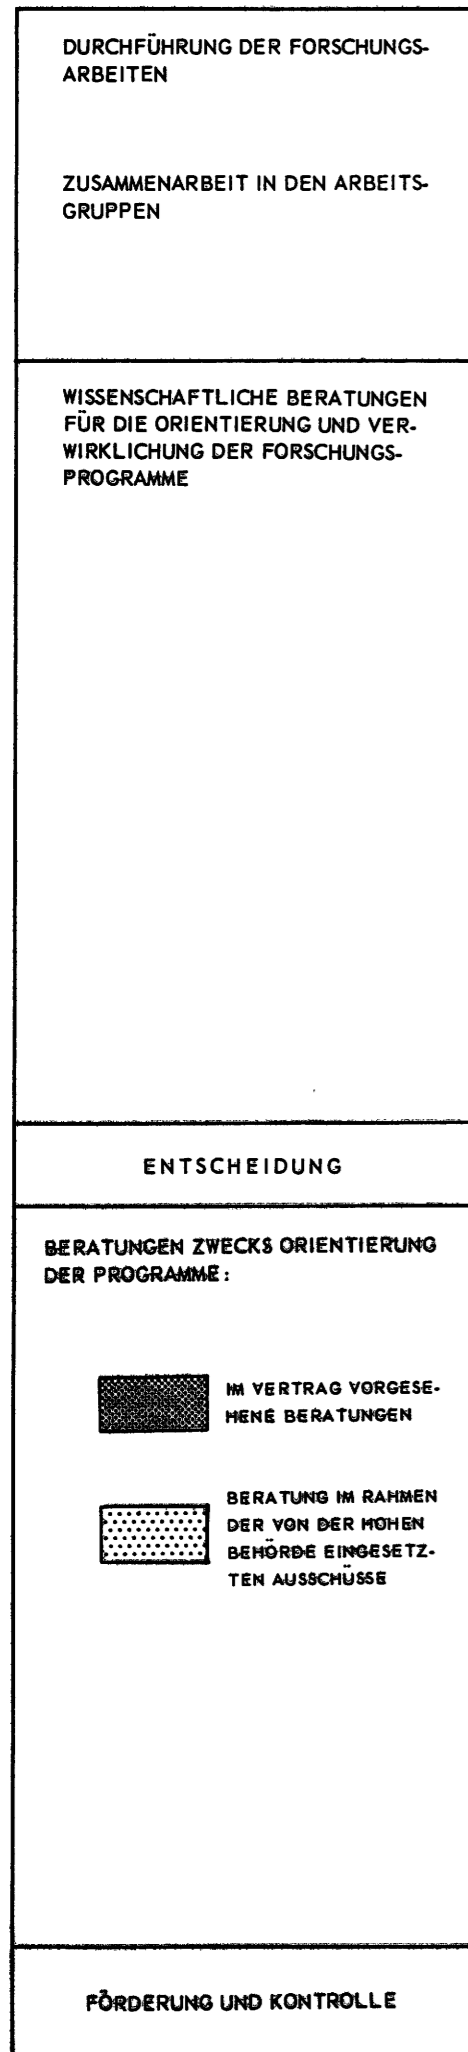 DURCHFÜHRUNG DER FORSCHUNGS-
ARBEITEN
ZUSAMMENARBEIT IN DEN ARBEITS-
GRUPPEN
WISSENSCHAFTLICHE BERATUNGEN
FÜR DIE ORIENTIERUNG UND VER-
WIRKLICHUNG DER FORSCHUNGS-
PROGRAMME
ENTSCHEIDUNG
BERATUNGEN ZWECKS ORIENTIERUNG
DER PROGRAMME:
IM VERTRAG VORGESE-
HENE BERATUNGEN
BERATUNG IM RAHMEN
DER VON DER HOHEN
BEHÖRDE EINGESETZ-
TEN AUSSCHÜSSE
FÖRDERUNG UND KONTROLLE